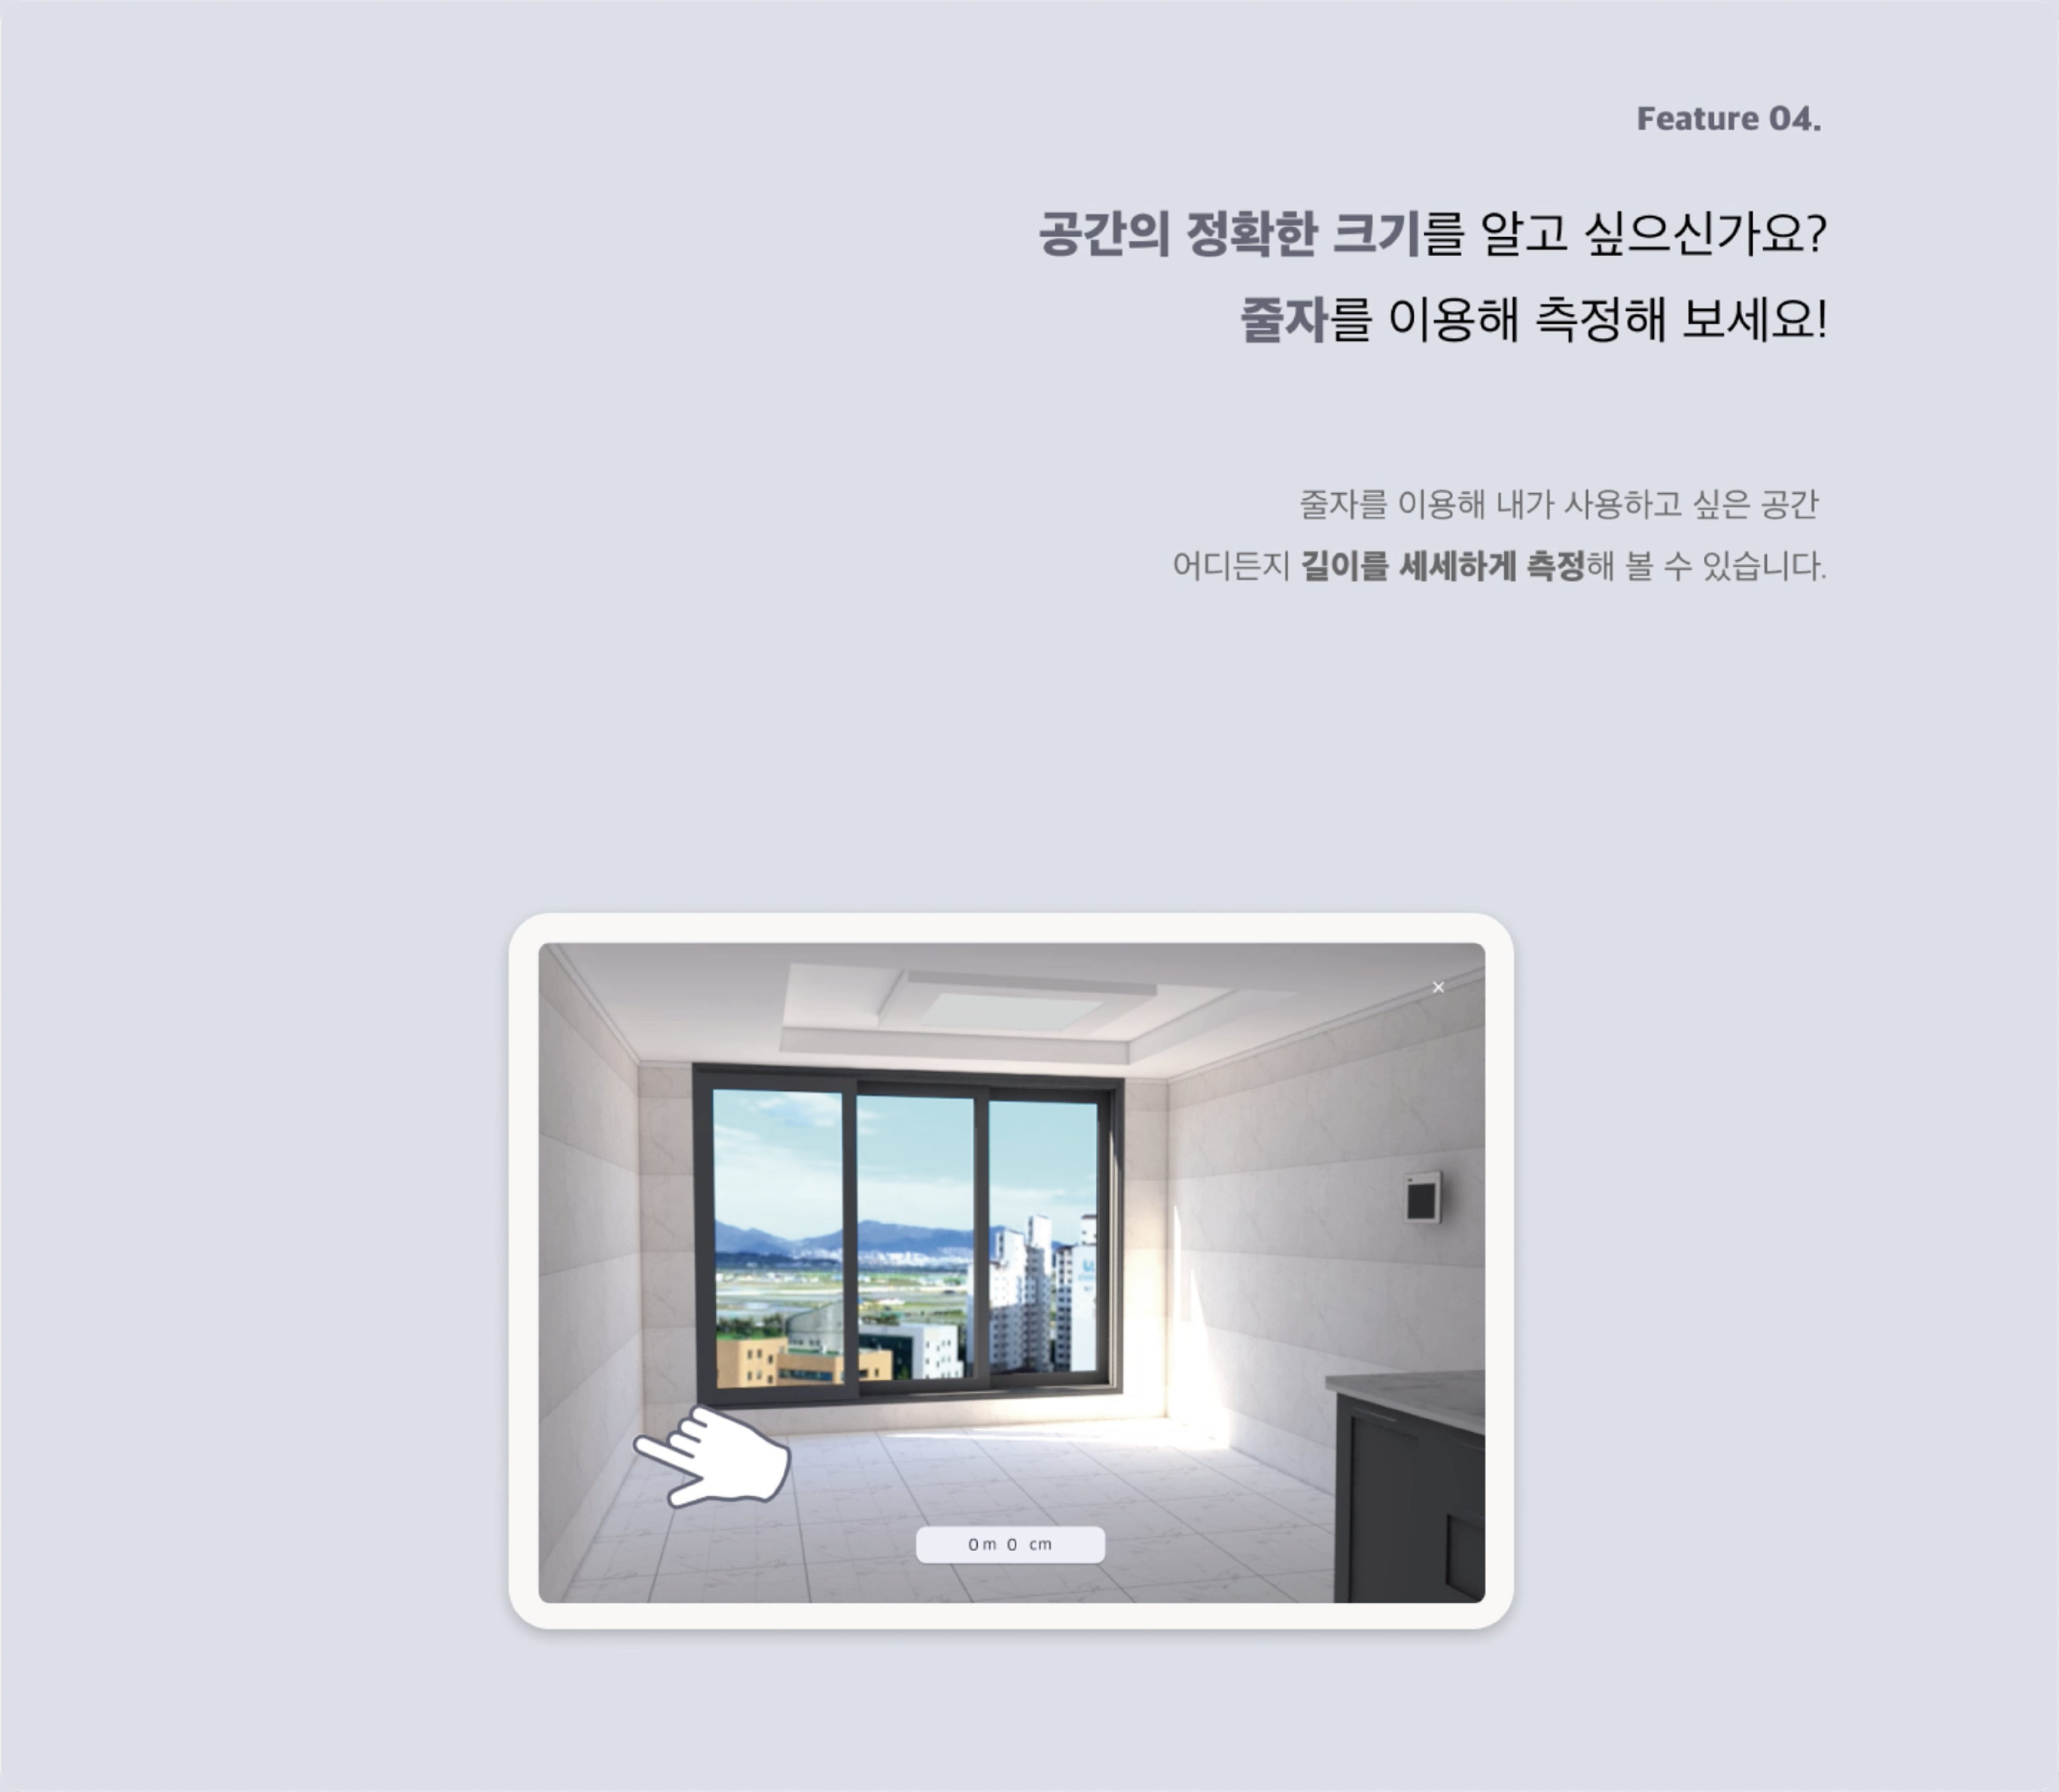 Feature 04.
공간의 정확한 크기를 알고 싶으신가요?
줄자를 이용해 측정해 보세요!
줄자를 이용해 내가 사용하고 싶은 공간
어디든지 길이를 세세하게 측정해 볼 수 있습니다.
0m 0 cm